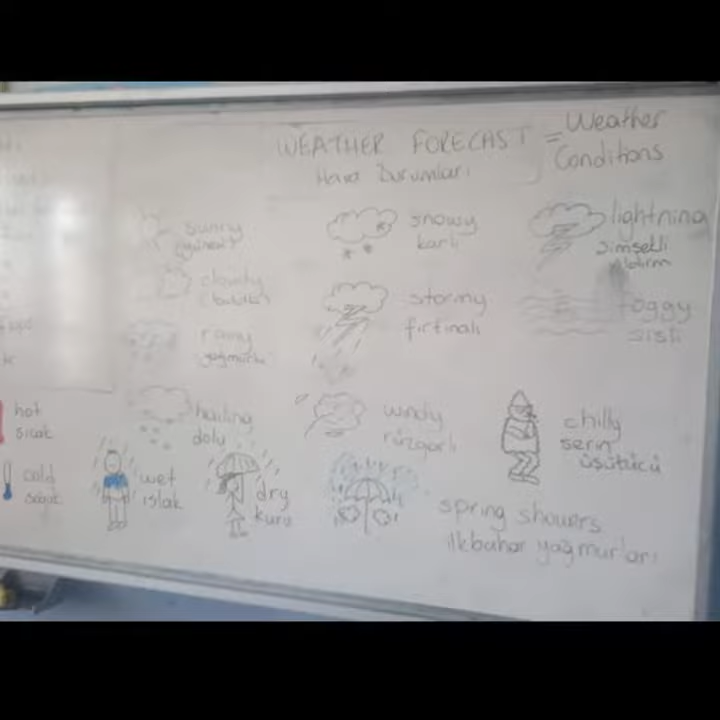 WEATHER FORECAST = Weather Conditions
Hava Durumları
sunny
güneşli
cloudy
bulutlu
rainy
yağmurlu
hailing
dolu
snowy
karlı
stormy
fırtınalı
windy
rüzgarlı
lightning
şimşekli
yıldırım
foggy
sisli
chilly
serin
üşütücü
hot
sıcak
cold
soğuk
wet
ıslak
dry
kuru
spring showers
ilkbahar yağmurları